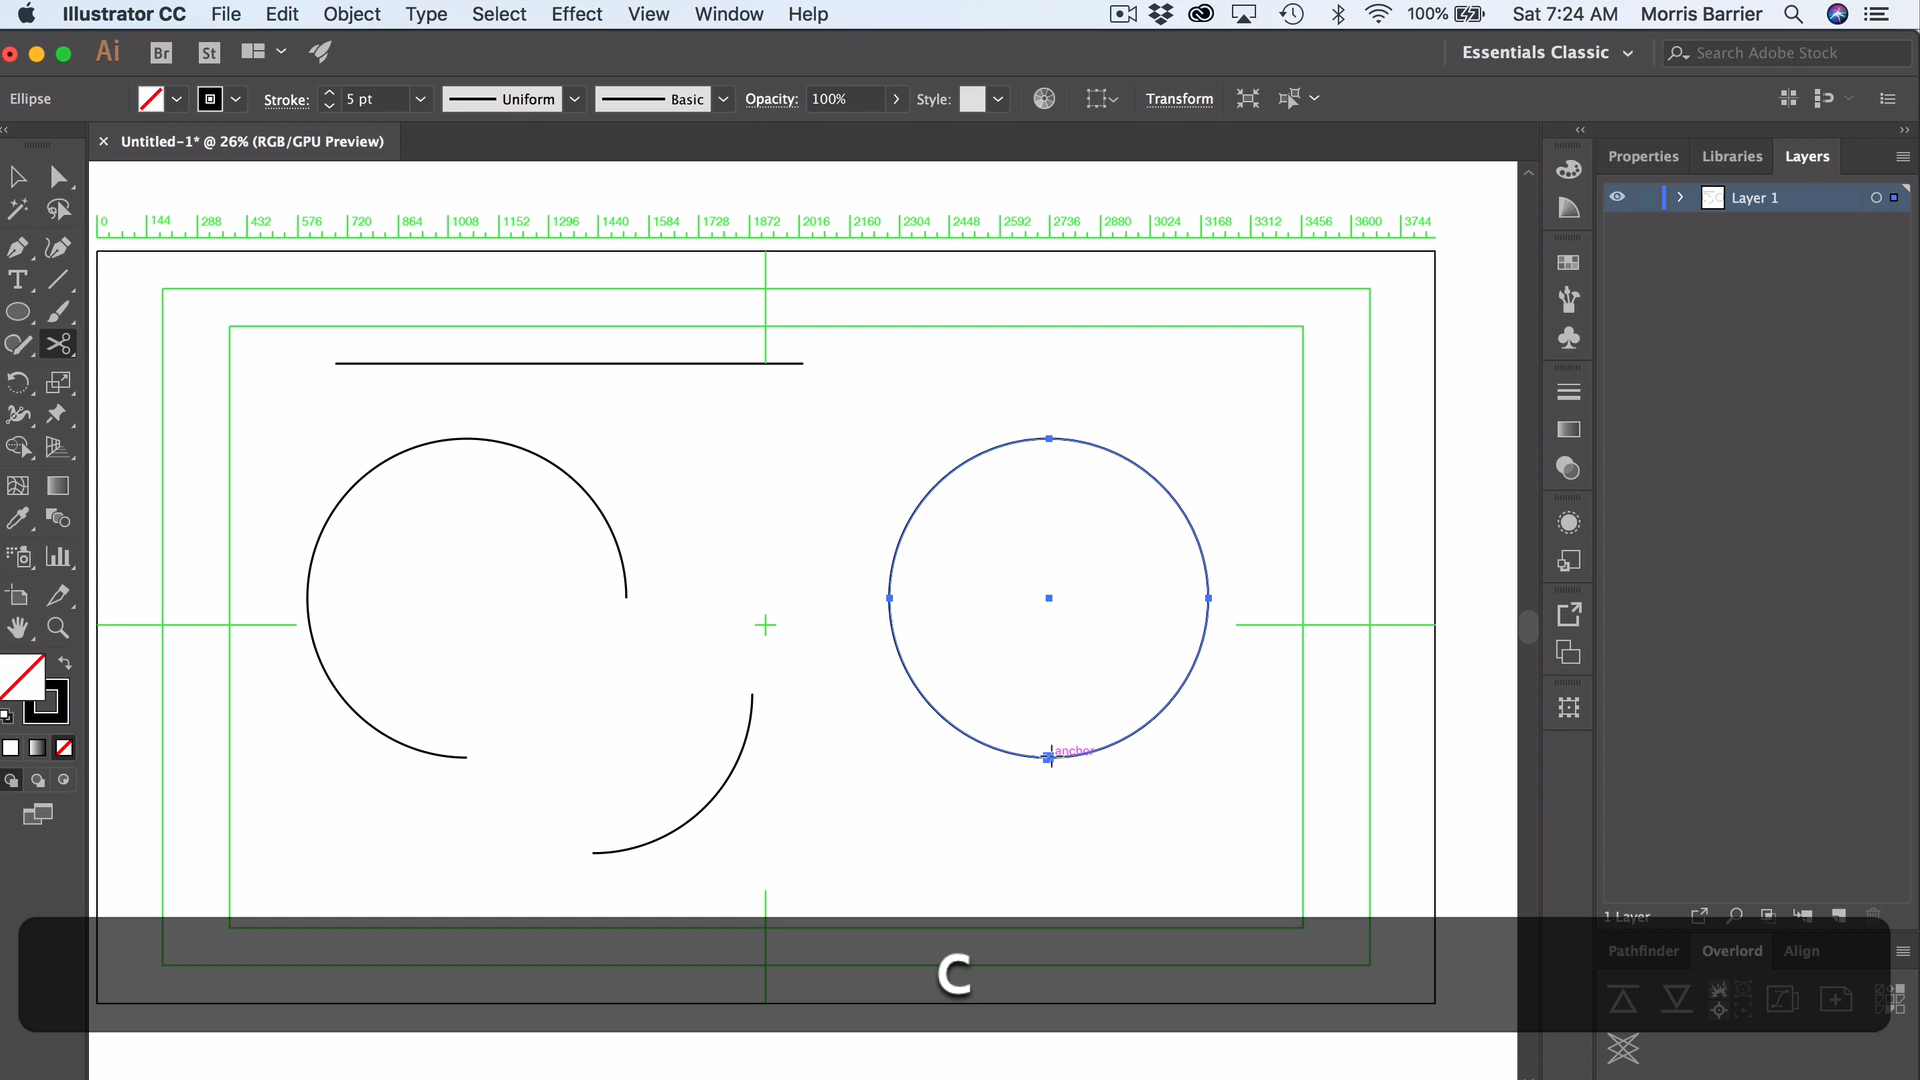 Illustrator CC File Edit Object Type Select Effect View Window Help 100% Sat 7:24 AM Morris Barrier
Ai Br St Essentials Classic Search Adobe Stock
Ellipse Stroke: 5 pt Uniform Basic Opacity: 100% Style: Transform
× Untitled-1* @ 26% (RGB/GPU Preview)
Properties Libraries Layers
Layer 1
0 144 288 432 576 720 864 1008 1152 1296 1440 1584 1728 1872 2016 2160 2304 2448 2592 2736 2880 3024 3168 3312 3456 3600 3744
anchor
1 Layer
Pathfinder Overlord Align
C